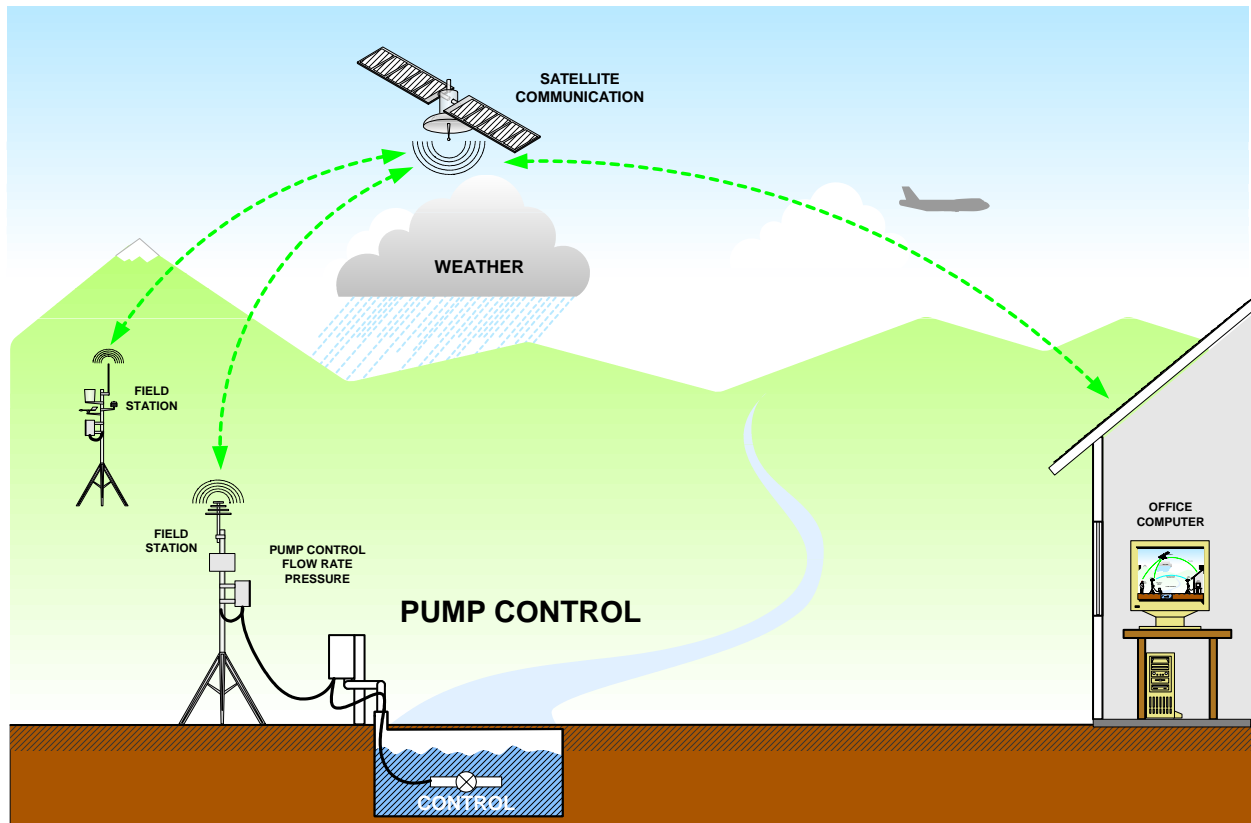 SATELLITE
COMMUNICATION
WEATHER
FIELD
STATION
OFFICE
COMPUTER
FIELD
STATION
PUMP CONTROL
FLOW RATE
PRESSURE
PUMP CONTROL
CONTROL